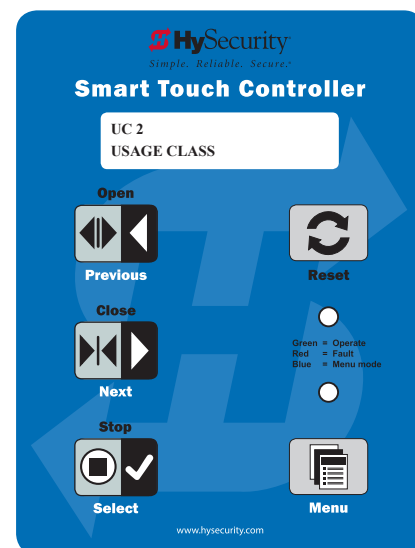 HySecurity
Simple. Reliable. Secure.
Smart Touch Controller
UC 2
USAGE CLASS
Open
Previous
Reset
Close
Next
Green = Operate
Red = Fault
Blue = Menu mode
Stop
Select
Menu
www.hysecurity.com